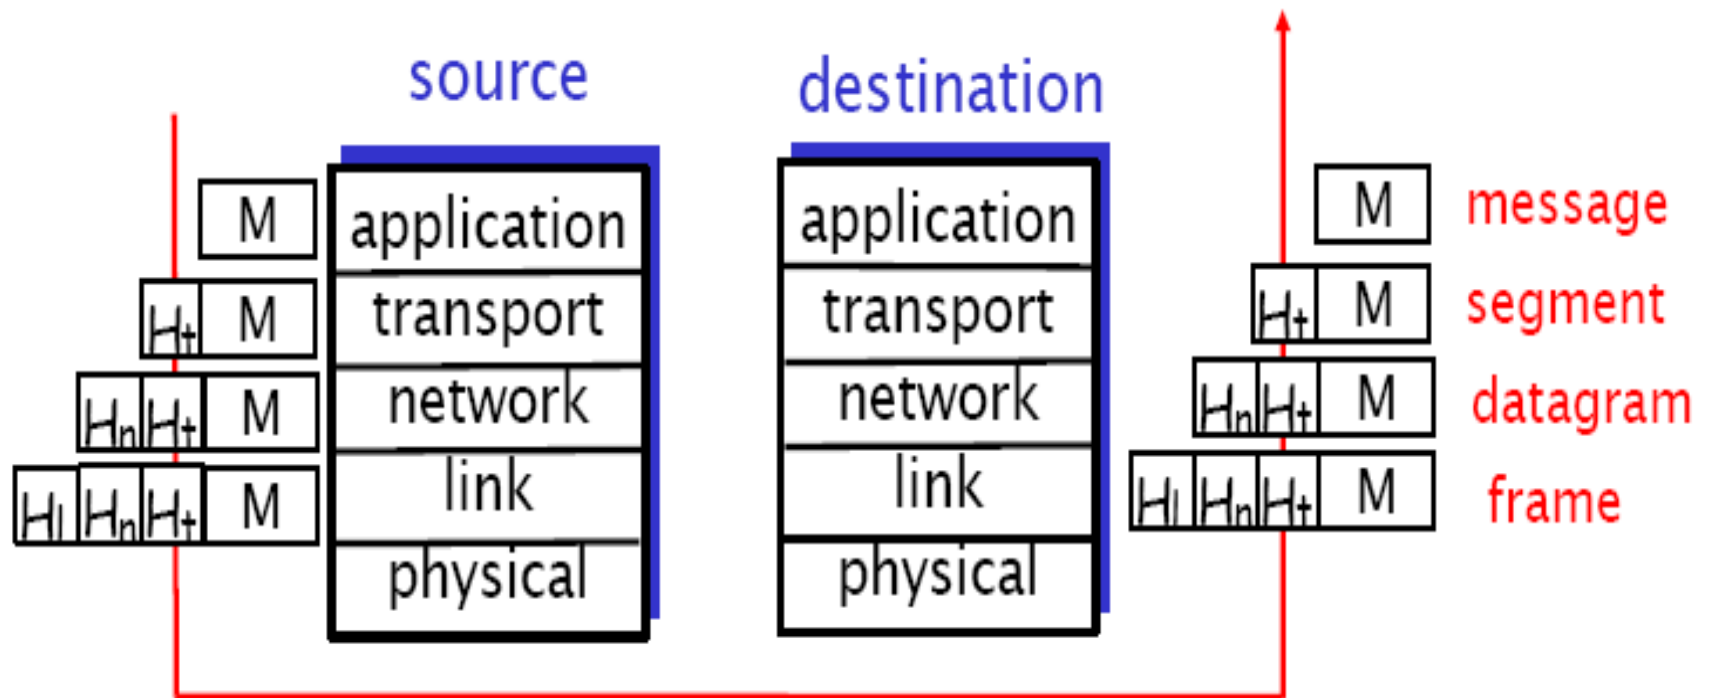 source destination
M application application M message
Ht M transport transport Ht M segment
Hn Ht M network network Hn Ht M datagram
Hl Hn Ht M link link Hl Hn Ht M frame
physical physical